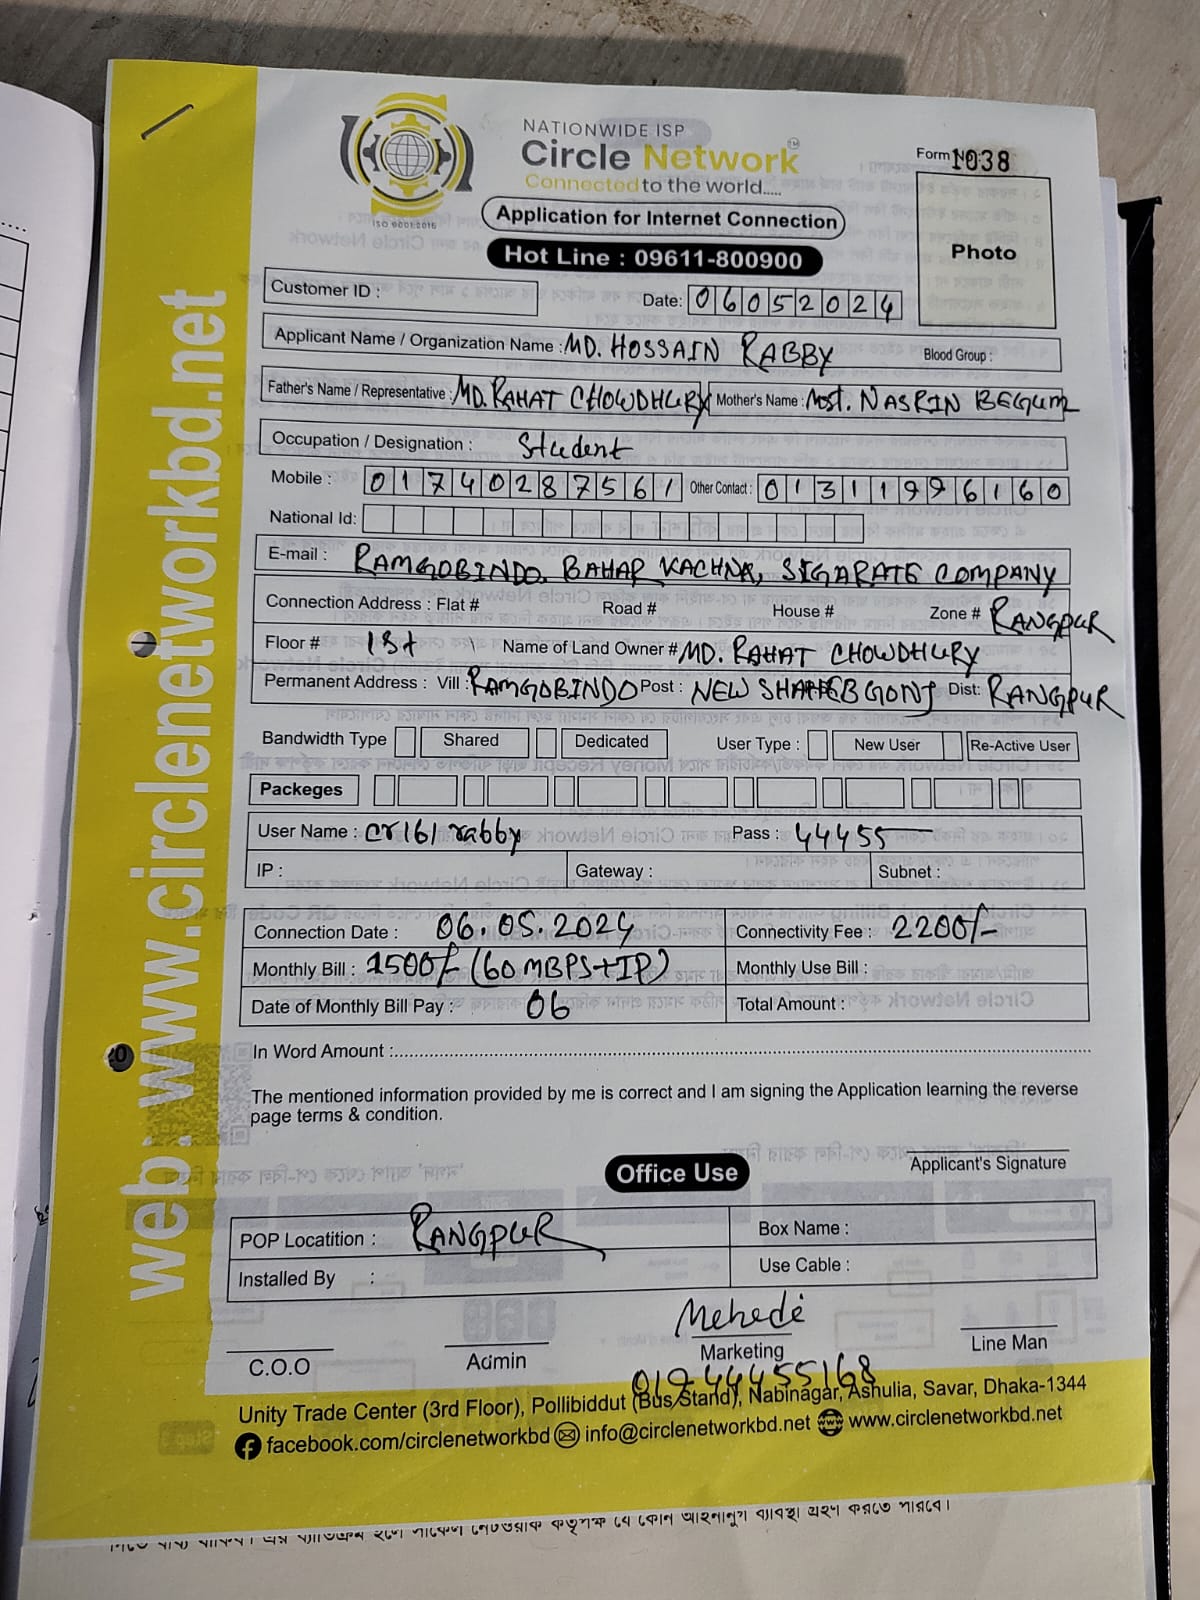 NATIONWIDE ISP
Circle Network
Connected to the world.....
ISO 9001:2015
Form No: 1038
Application for Internet Connection
Hot Line : 09611-800900
Photo
Customer ID :
Date: 06052024
Applicant Name / Organization Name : MD. HOSSAIN RABBY Blood Group :
Father's Name / Representative : MD. RAHAT CHOWDHURY Mother's Name : Most. NASRIN BEGUM
Occupation / Designation : Student
Mobile : 01740287561 Other Contact : 01311996160
National Id:
E-mail : RAMGOBINDO. BAHAR KACHNA, SIGARATE COMPANY
Connection Address : Flat # Road # House # Zone # RANGPUR
Floor # 1st Name of Land Owner # MD. RAHAT CHOWDHURY
Permanent Address : Vill : RAMGOBINDO Post : NEW Dist: RANGPUR
Bandwidth Type Shared Dedicated User Type : New User Re-Active User
Packeges
User Name : cr161rabby Pass : 44455
IP : Gateway : Subnet :
Connection Date : 06.05.2024 Connectivity Fee : 2200/-
Monthly Bill : 1500/- (60 MBPS+IP) Monthly Use Bill :
Date of Monthly Bill Pay : 06 Total Amount :
In Word Amount :
The mentioned information provided by me is correct and I am signing the Application learning the reverse
page terms & condition.
Applicant's Signature
Office Use
POP Locatition : RANGPUR Box Name :
Installed By : Use Cable :
Mehedi
C.O.O Admin Marketing Line Man
01944455168
Unity Trade Center (3rd Floor), Pollibiddut (Bus Stand), Nabinagar, Ashulia, Savar, Dhaka-1344
facebook.com/circlenetworkbd info@circlenetworkbd.net www.circlenetworkbd.net
web: www.circlenetworkbd.net
যে কোন আইনানুগ ব্যবস্থা গ্রহণ করতে পারবে।